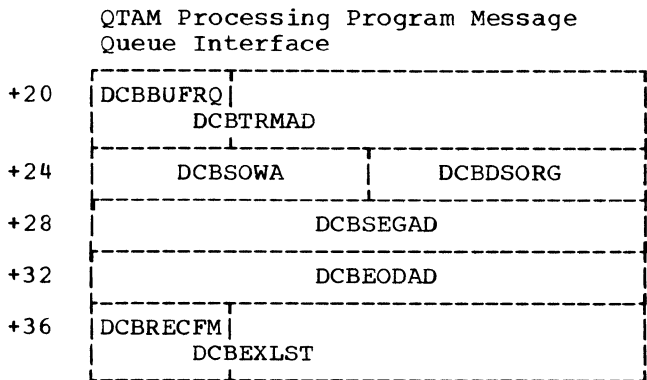 QTAM Processing Program Message
Queue Interface
+20 DCBBUFRQ
DCBTRMAD
+24 DCBSOWA DCBDSORG
+28 DCBSEGAD
+32 DCBEODAD
+36 DCBRECFM
DCBEXLST